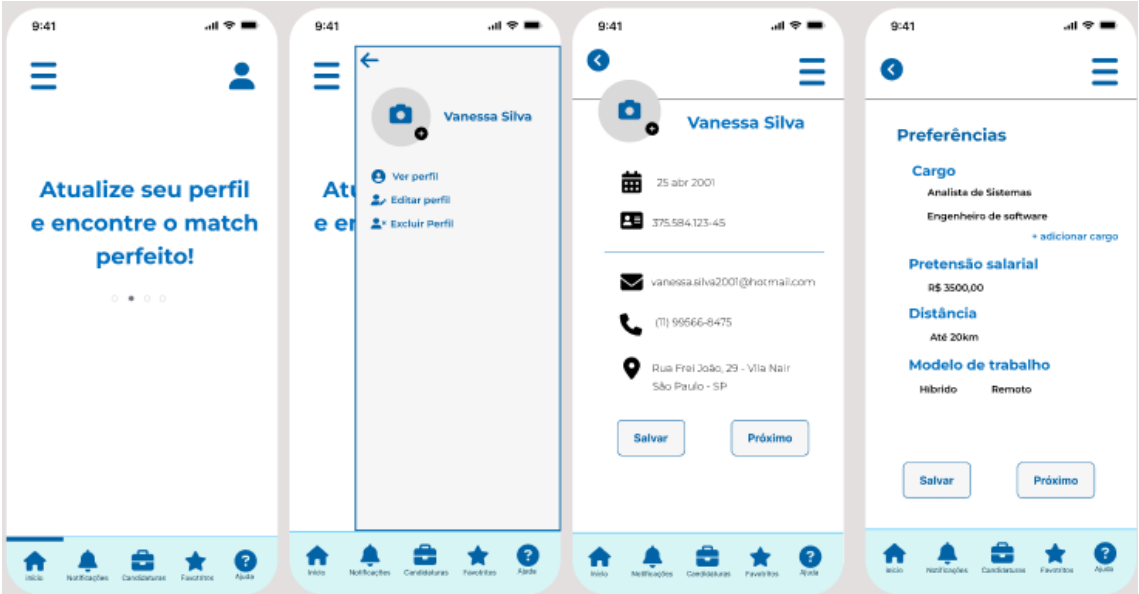 9:41
Atualize seu perfil
e encontre o match
perfeito!
Início
Notificações
Candidaturas
Favoritos
Ajuda
9:41
Atu
e er
Vanessa Silva
Ver perfil
Editar perfil
Excluir Perfil
Início
Notificações
Candidaturas
Favoritos
Ajuda
9:41
Vanessa Silva
25 abr 2001
375.584.123-45
vanessa.silva2001@hotmail.com
(11) 99566-8475
Rua Frei João, 29 - Vila Nair
São Paulo - SP
Salvar
Próximo
Início
Notificações
Candidaturas
Favoritos
Ajuda
9:41
Preferências
Cargo
Analista de Sistemas
Engenheiro de software
+ adicionar cargo
Pretensão salarial
R$ 3500,00
Distância
Até 20km
Modelo de trabalho
Híbrido Remoto
Salvar
Próximo
Início
Notificações
Candidaturas
Favoritos
Ajuda